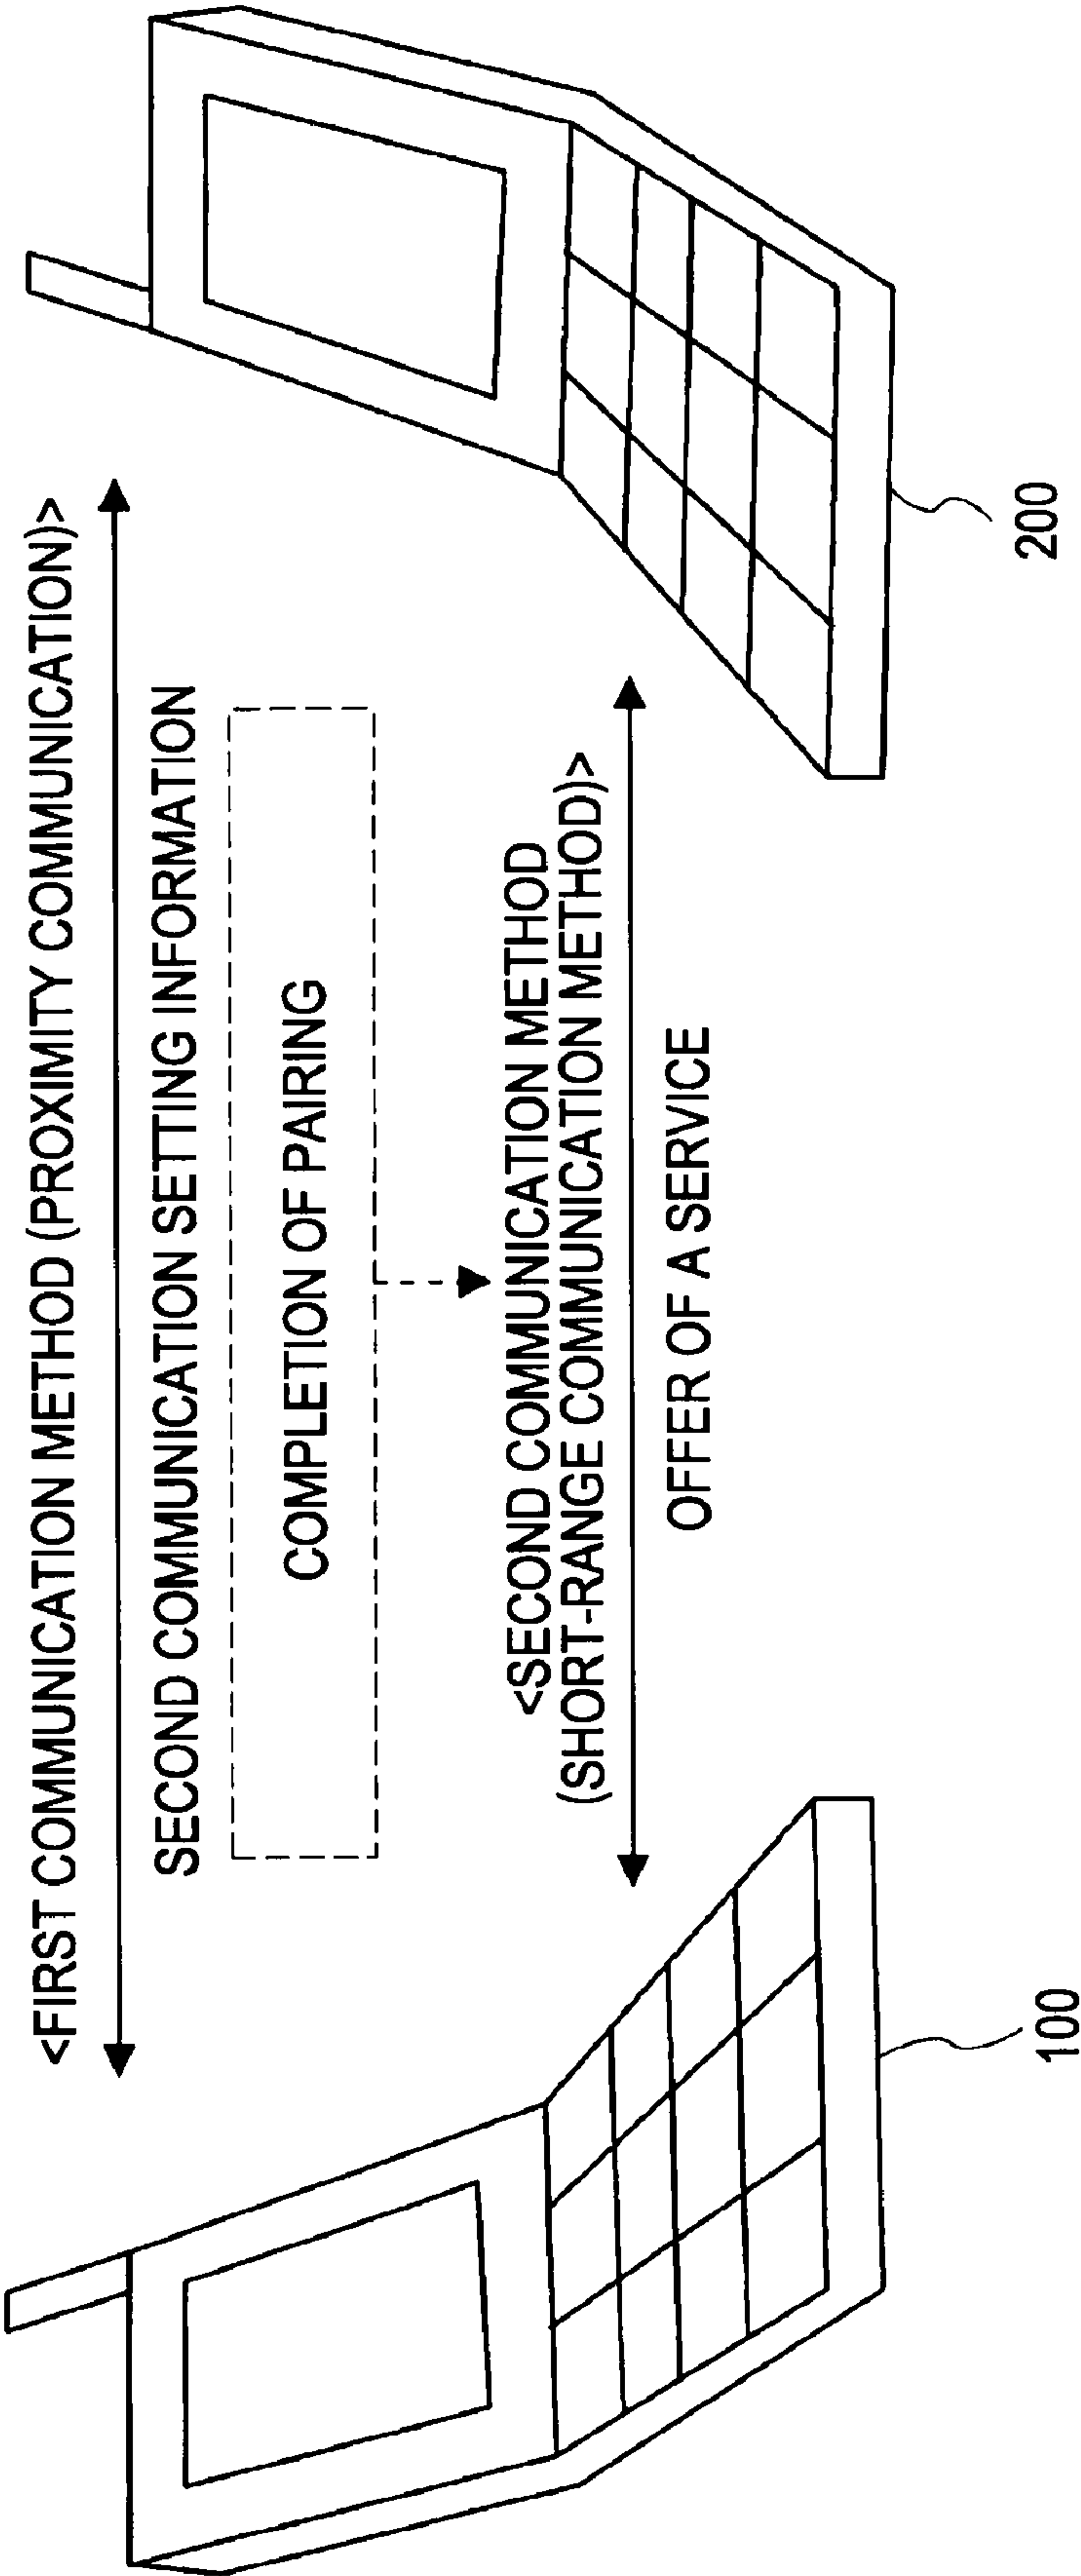 <FIRST COMMUNICATION METHOD (PROXIMITY COMMUNICATION)>
SECOND COMMUNICATION SETTING INFORMATION
COMPLETION OF PAIRING
<SECOND COMMUNICATION METHOD
(SHORT-RANGE COMMUNICATION METHOD)>
OFFER OF A SERVICE
100
200